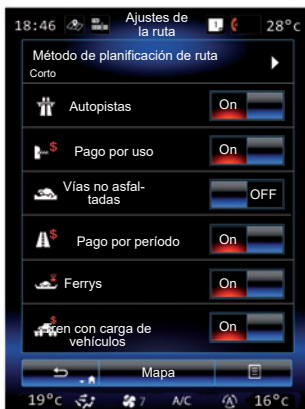 18:46
Ajustes de
la ruta
1
28°c
Método de planificación de ruta
Corto
Autopistas
On
$
Pago por uso
On
Vías no asfal-
tadas
OFF
$
Pago por período
On
Ferrys
On
$
Tren con carga de
vehículos
On
Mapa
19°c
7
A/C
A
16°c